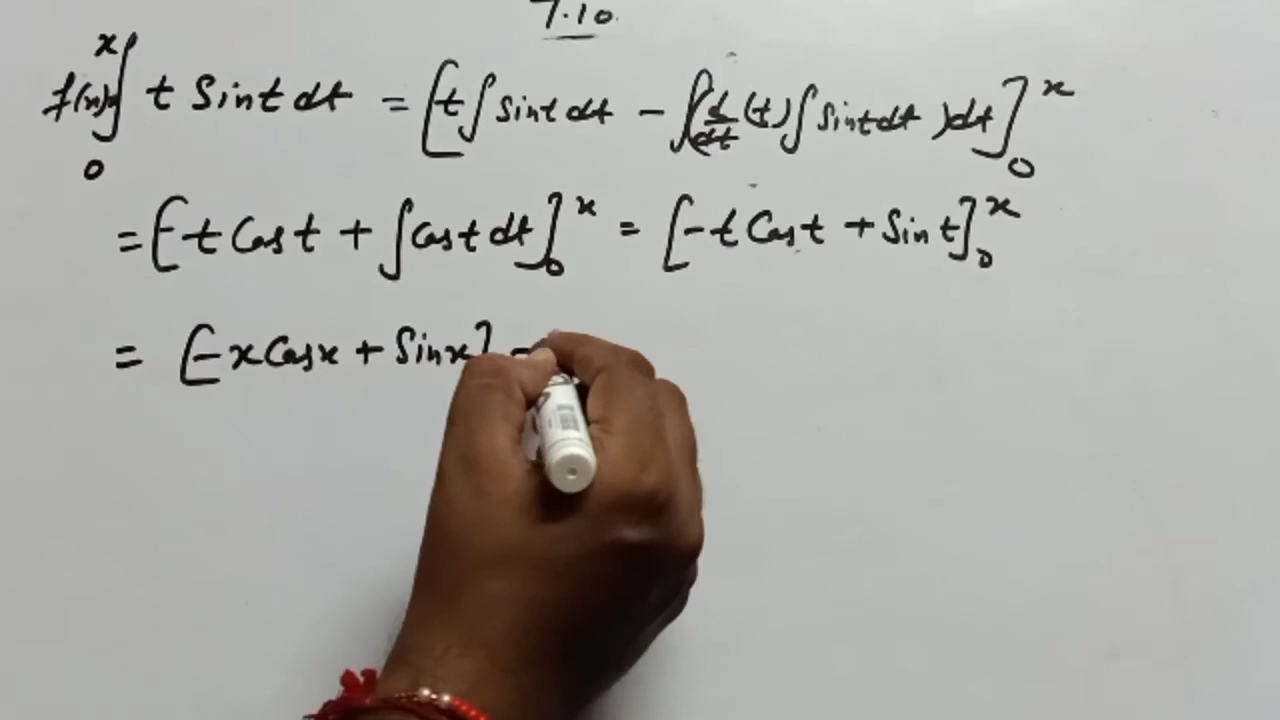 7.10
f(x) = ∫₀ˣ t Sint dt = [t ∫ Sint dt - ∫(d/dt (t) ∫ Sint dt) dt]₀ˣ
= [-t Cost + ∫Cost dt]₀ˣ = [-t Cost + Sin t]₀ˣ
= [-x Cosx + Sinx] -